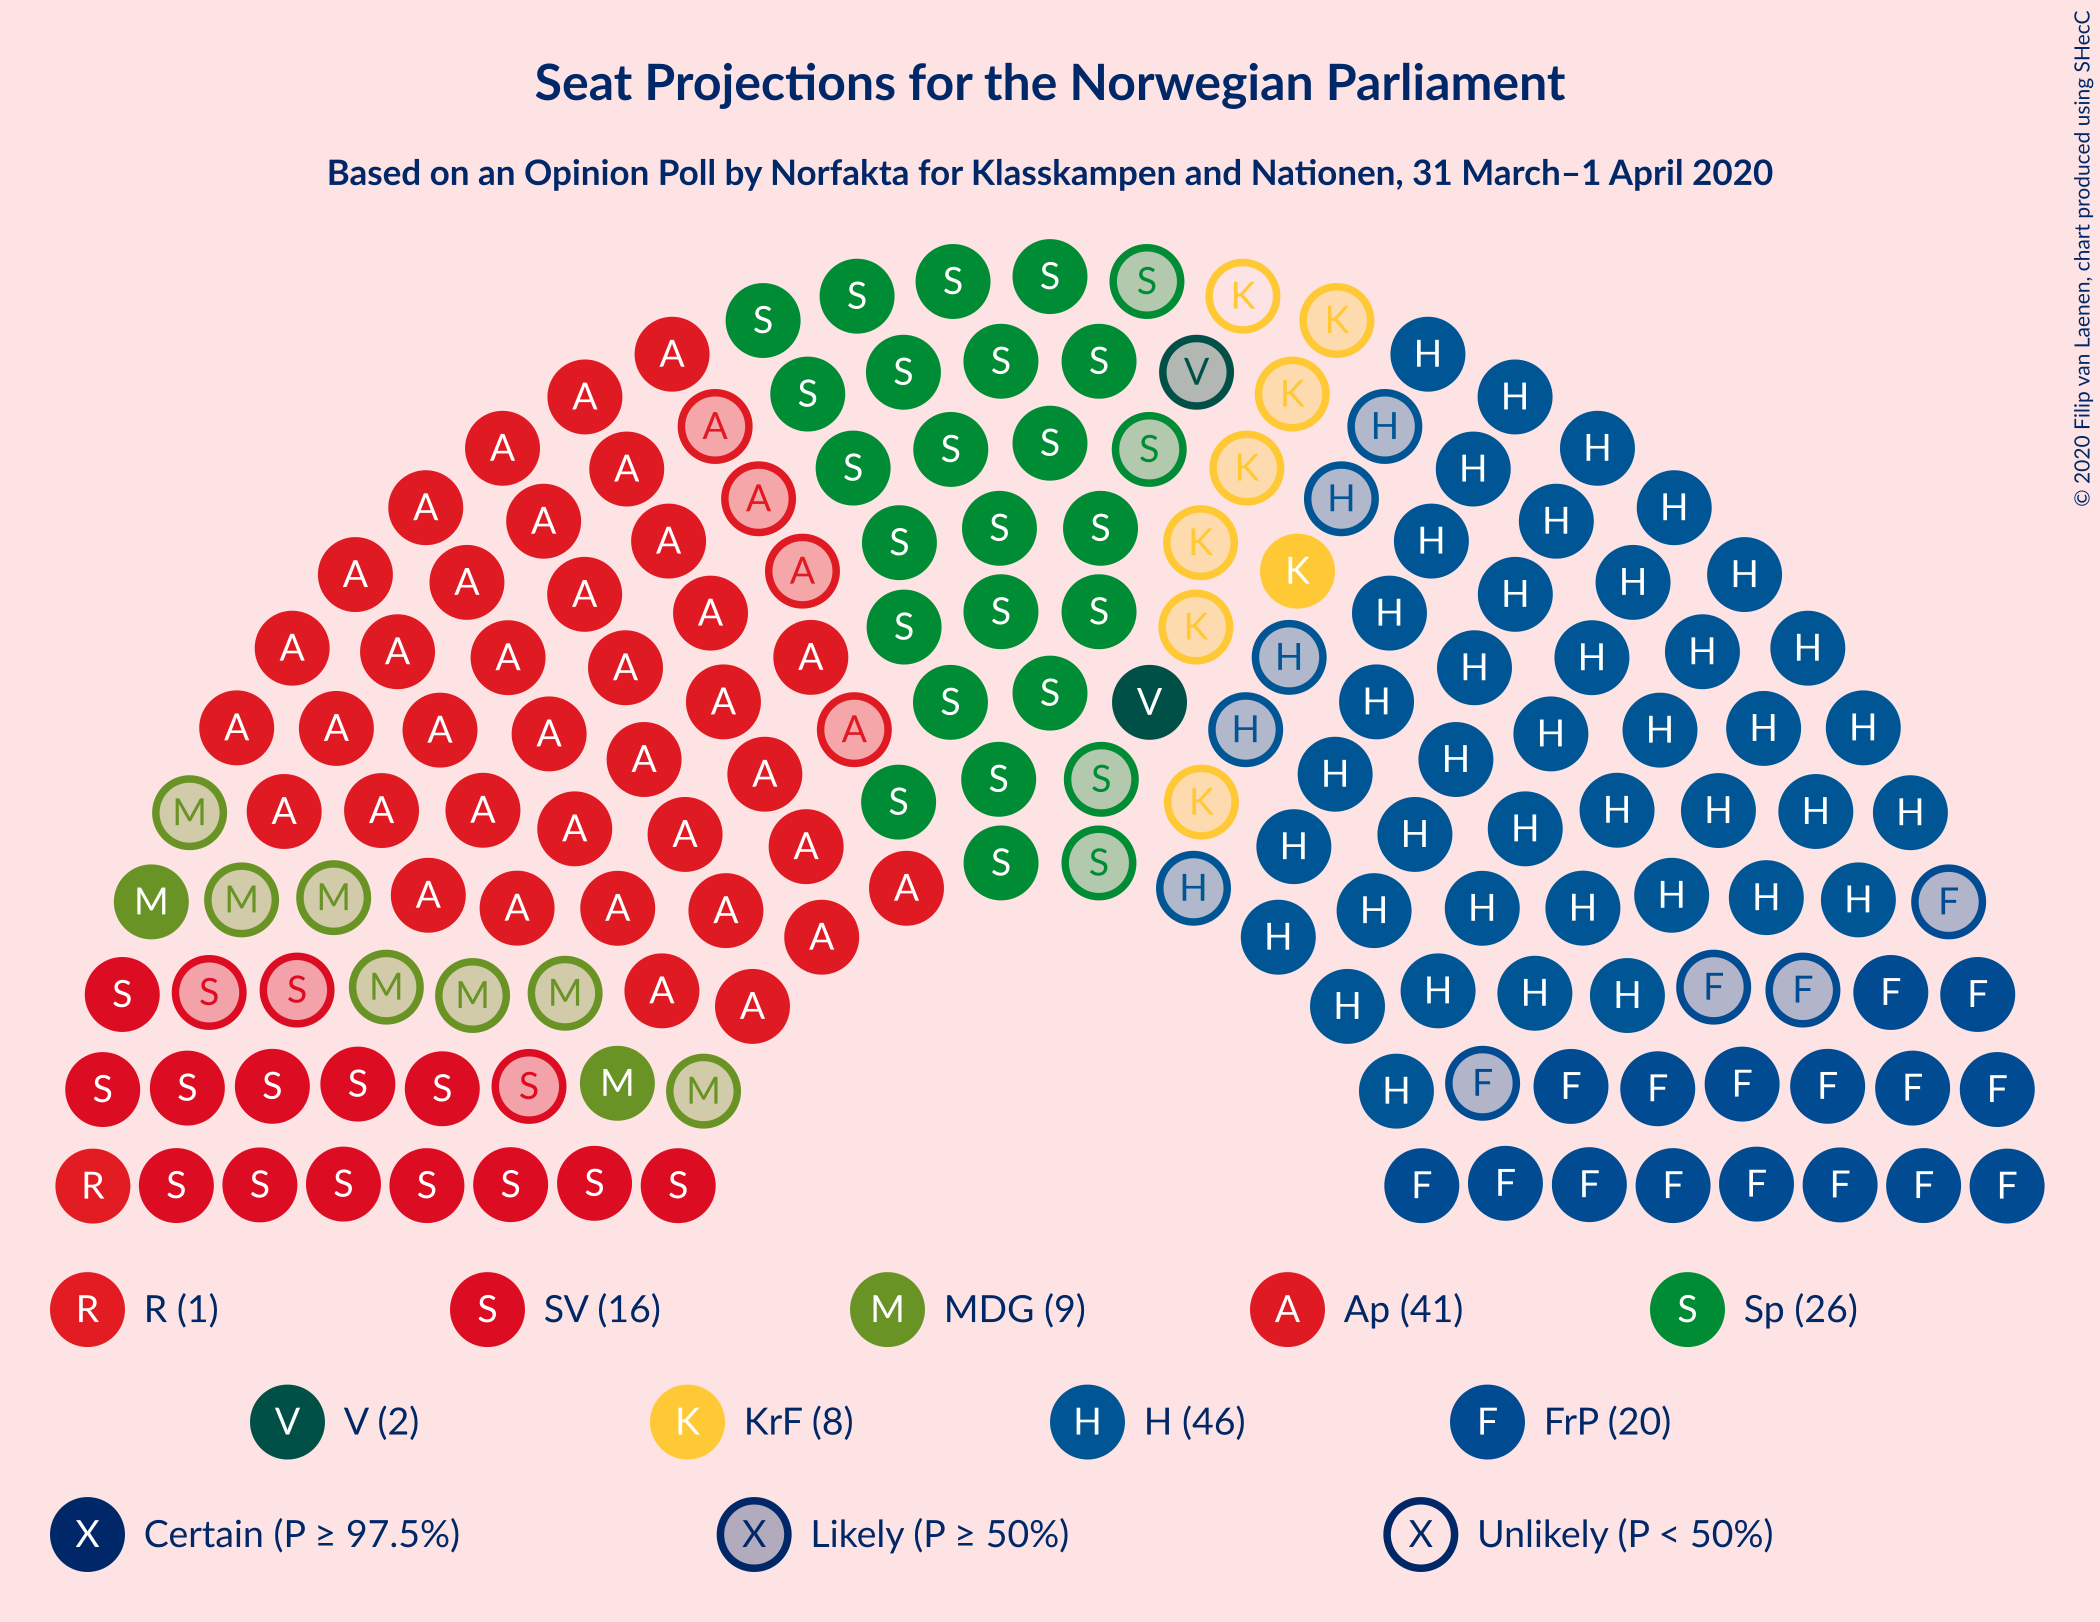 Seat Projections for the Norwegian Parliament
Based on an Opinion Poll by Norfakta for Klasskampen and Nationen, 31 March–1 April 2020
© 2020 Filip van Laenen, chart produced using SHecC
S S S S S K K
A S S S S V K H H
A A A S S S S K H H H
A A A A S S S K K H H H H
A A A A A S S S K H H H H H
A A A A A A S S V H H H H H H
A A A A A A A S S S K H H H H H H H
M A A A A A A A S S H H H H H H H H
M M M A A A A A A H H H H H H H F
S S S M M M A A H H H H F F F F
S S S S S S M M H F F F F F F F
R S S S S S S S F F F F F F F F
R R (1) S SV (16) M MDG (9) A Ap (41) S Sp (26)
V V (2) K KrF (8) H H (46) F FrP (20)
X Certain (P ≥ 97.5%) X Likely (P ≥ 50%) X Unlikely (P < 50%)